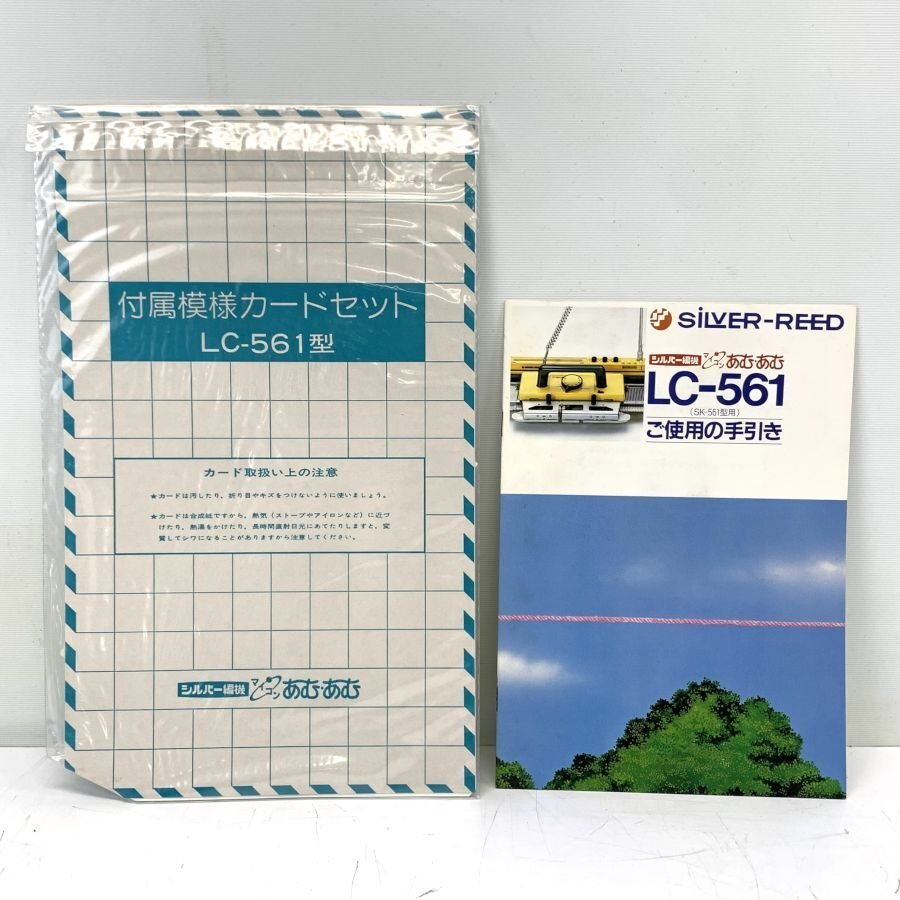 付属模様カードセット
LC-561型
カード取扱い上の注意
★カードは汚したり、折り目やキズをつけないように使いましょう。
★カードは合成紙ですから、熱気（ストーブやアイロンなど）に近づ
けたり、熱湯をかけたり、長時間直射日光にあてたりしますと、変
質してシワになることがありますから注意してください。
シルバー編機 マイコン あむ・あむ
SILVER-REED
シルバー編機 マイコン あむ・あむ
LC-561
（SK-561型用）
ご使用の手引き